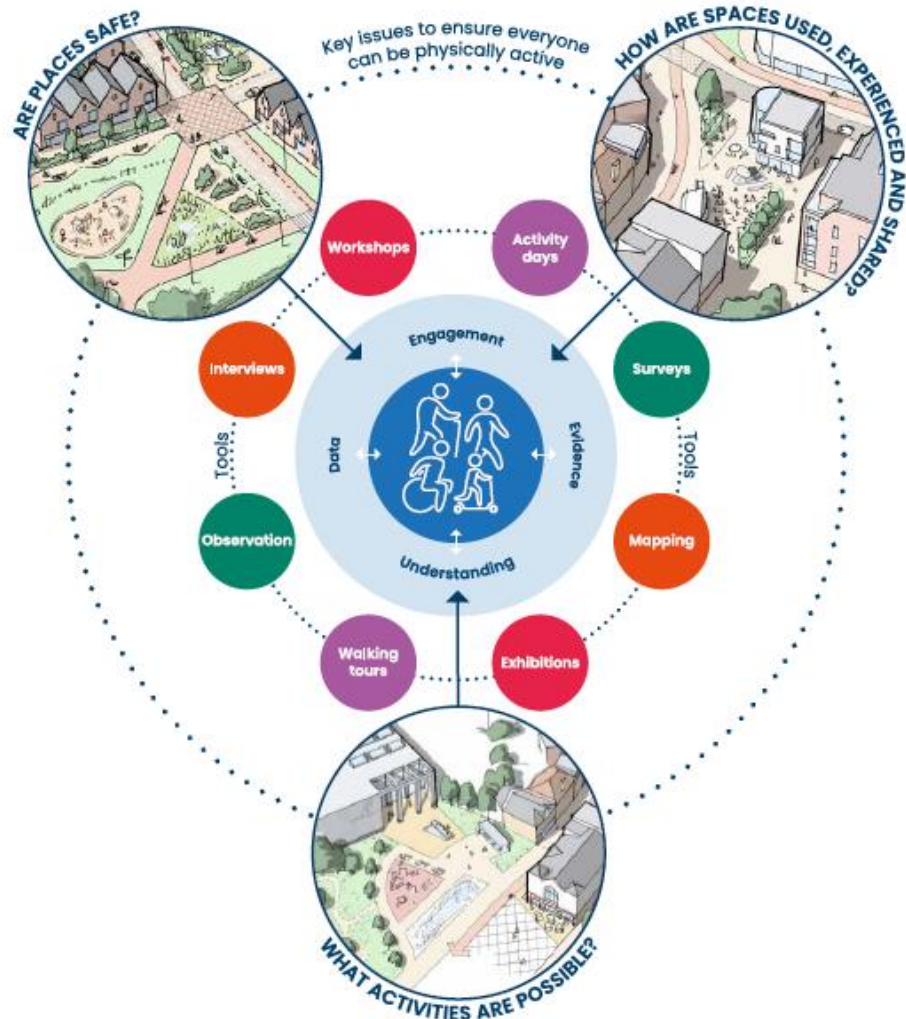 ARE PLACES SAFE?
Key issues to ensure everyone
can be physically active
HOW ARE SPACES USED, EXPERIENCED AND SHARED?
Workshops
Activity
days
Interviews
Surveys
Engagement
Data
Evidence
Understanding
Tools
Tools
Observation
Mapping
Walking
tours
Exhibitions
WHAT ACTIVITIES ARE POSSIBLE?